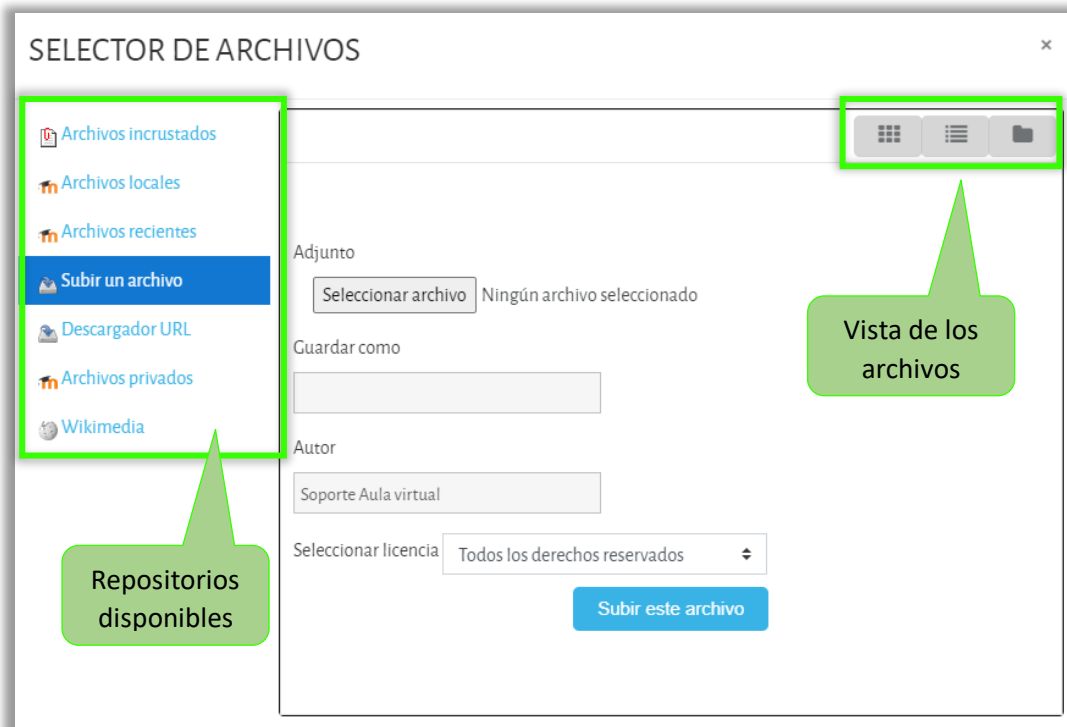 SELECTOR DE ARCHIVOS
×
Archivos incrustados
Archivos locales
Archivos recientes
Subir un archivo
Descargador URL
Archivos privados
Wikimedia
Repositorios
disponibles
Adjunto
Seleccionar archivo Ningún archivo seleccionado
Guardar como
Autor
Soporte Aula virtual
Seleccionar licencia Todos los derechos reservados
Subir este archivo
Vista de los
archivos